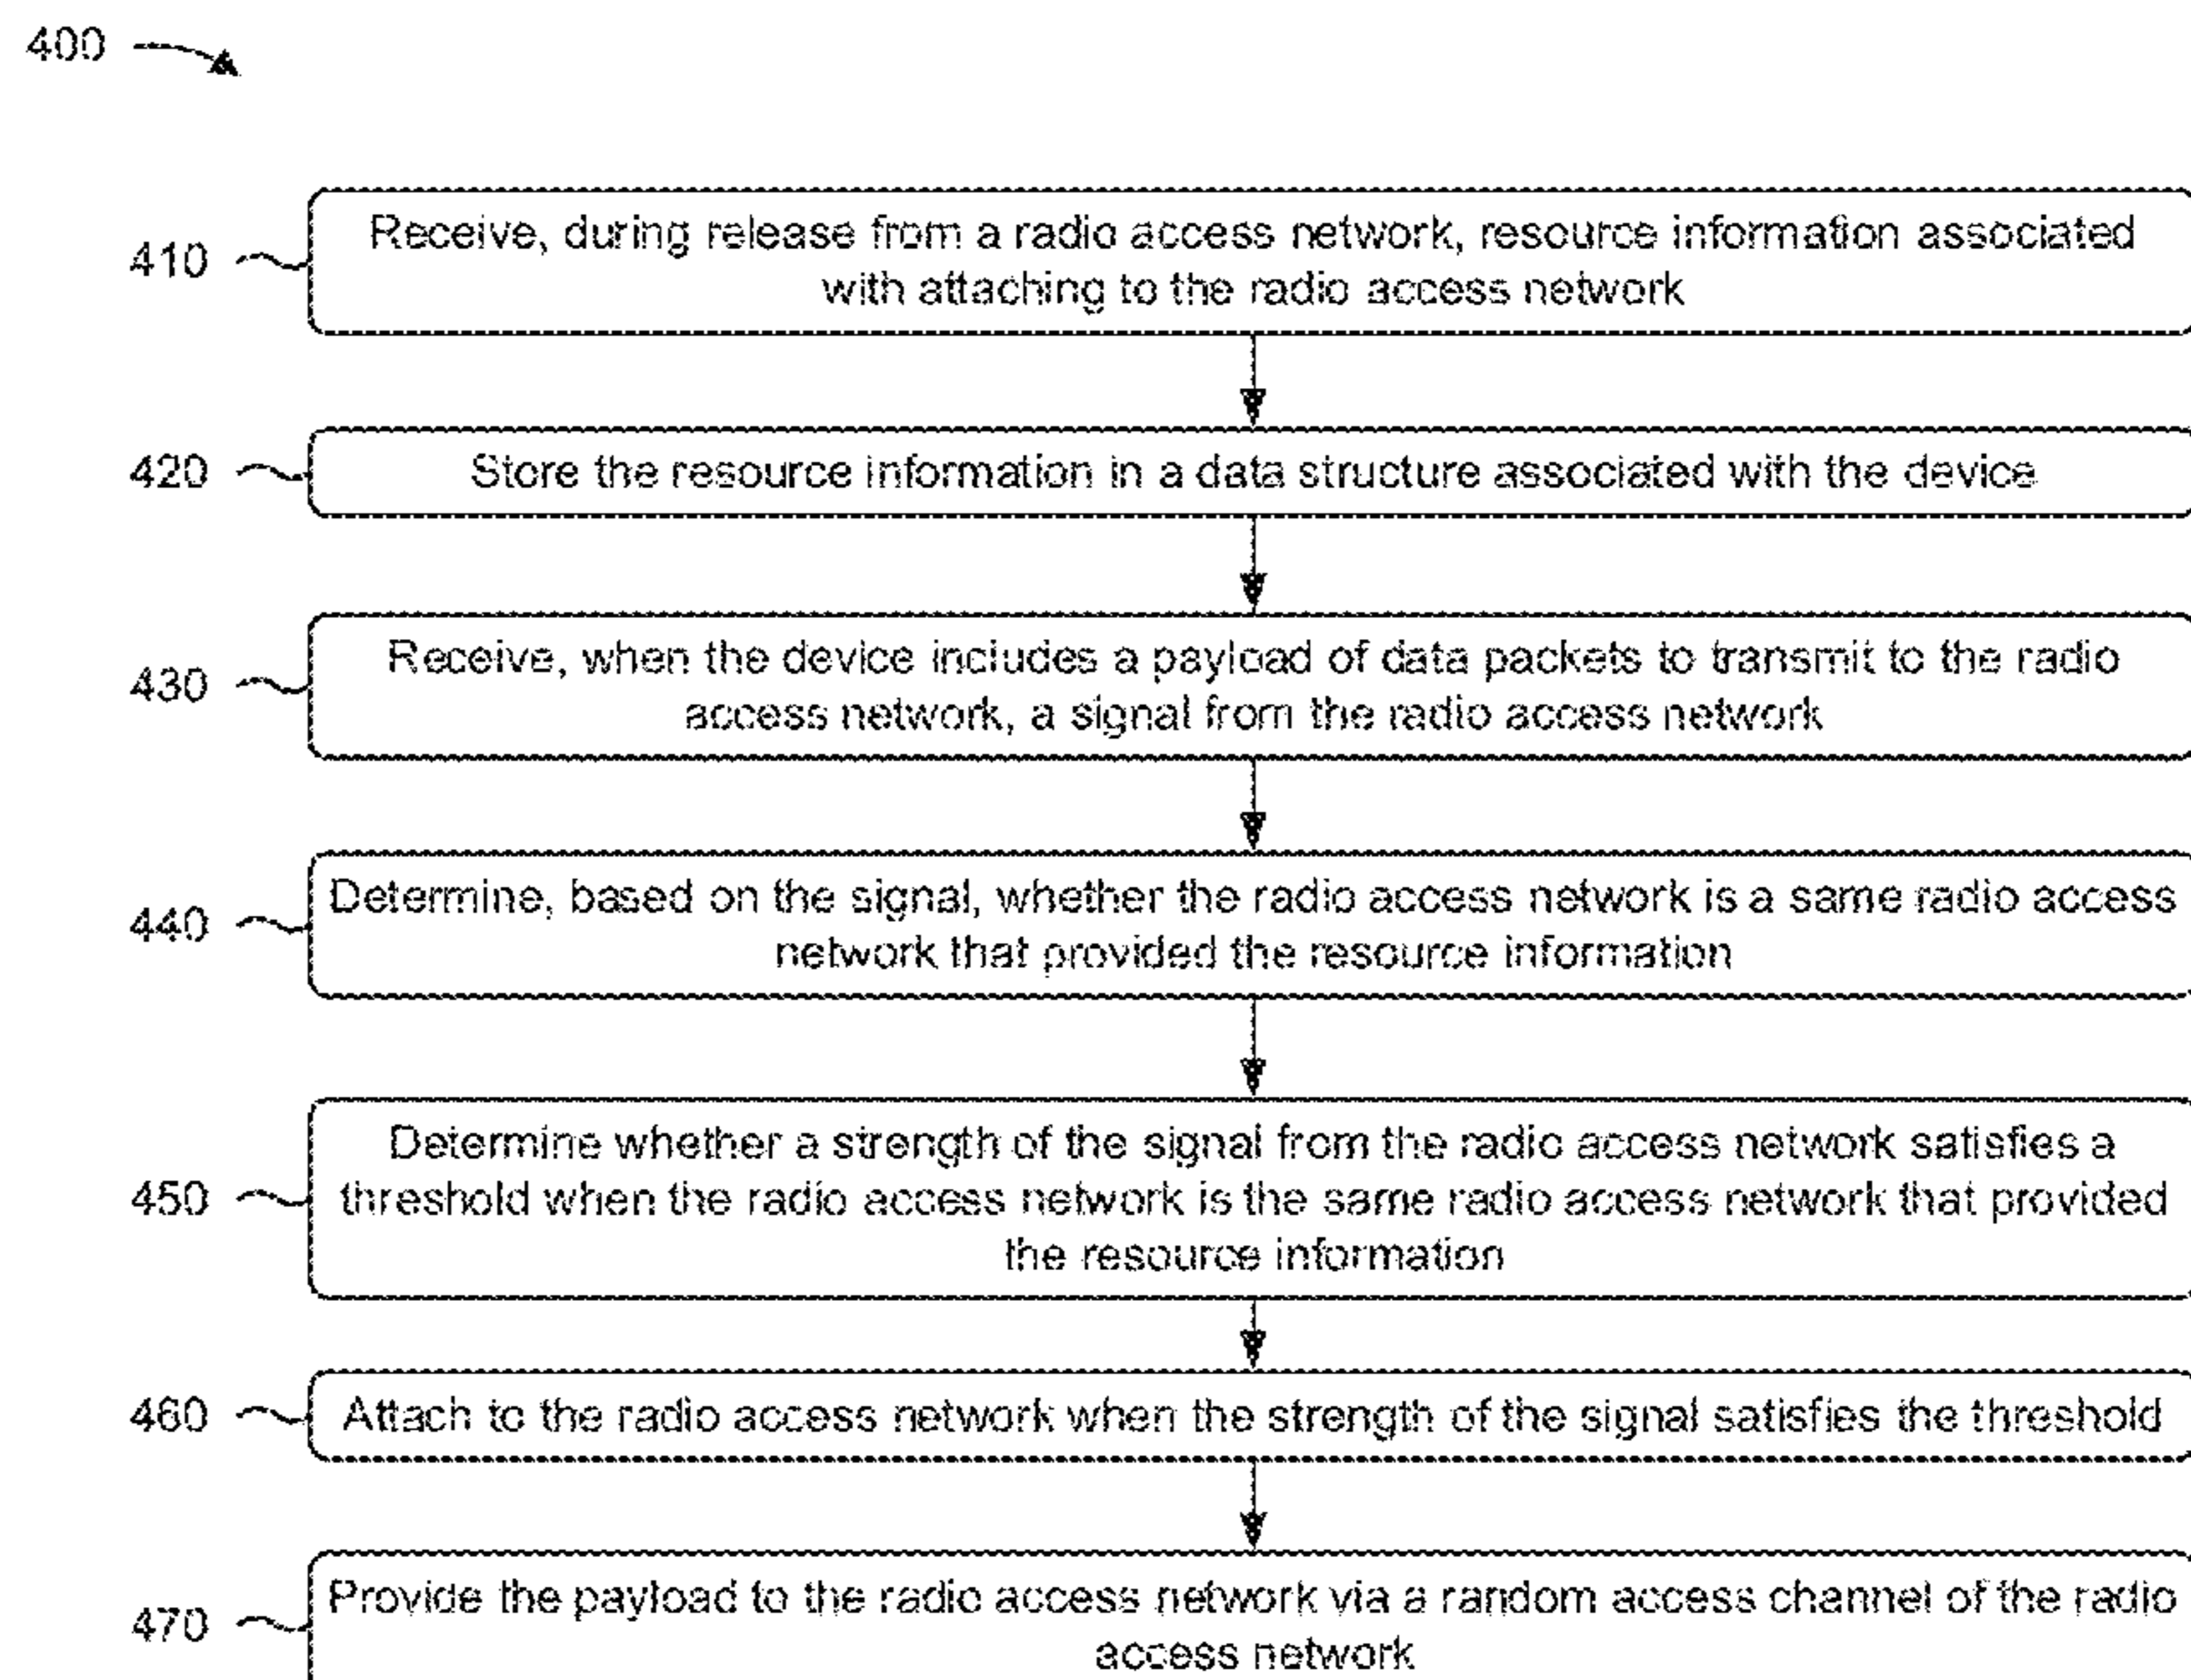 400
410
Receive, during release from a radio access network, resource information associated
with attaching to the radio access network
420
Store the resource information in a data structure associated with the device
430
Receive, when the device includes a payload of data packets to transmit to the radio
access network, a signal from the radio access network
440
Determine, based on the signal, whether the radio access network is a same radio access
network that provided the resource information
450
Determine whether a strength of the signal from the radio access network satisfies a
threshold when the radio access network is the same radio access network that provided
the resource information
460
Attach to the radio access network when the strength of the signal satisfies the threshold
470
Provide the payload to the radio access network via a random access channel of the radio
access network